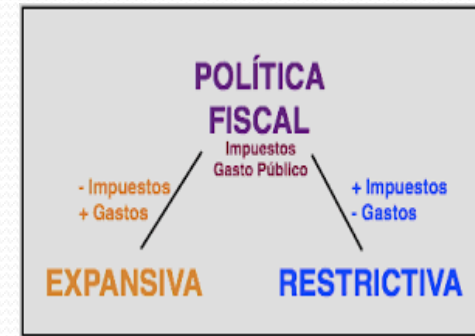 POLÍTICA
FISCAL
Impuestos
Gasto Público
- Impuestos
+ Gastos
+ Impuestos
- Gastos
EXPANSIVA
RESTRICTIVA